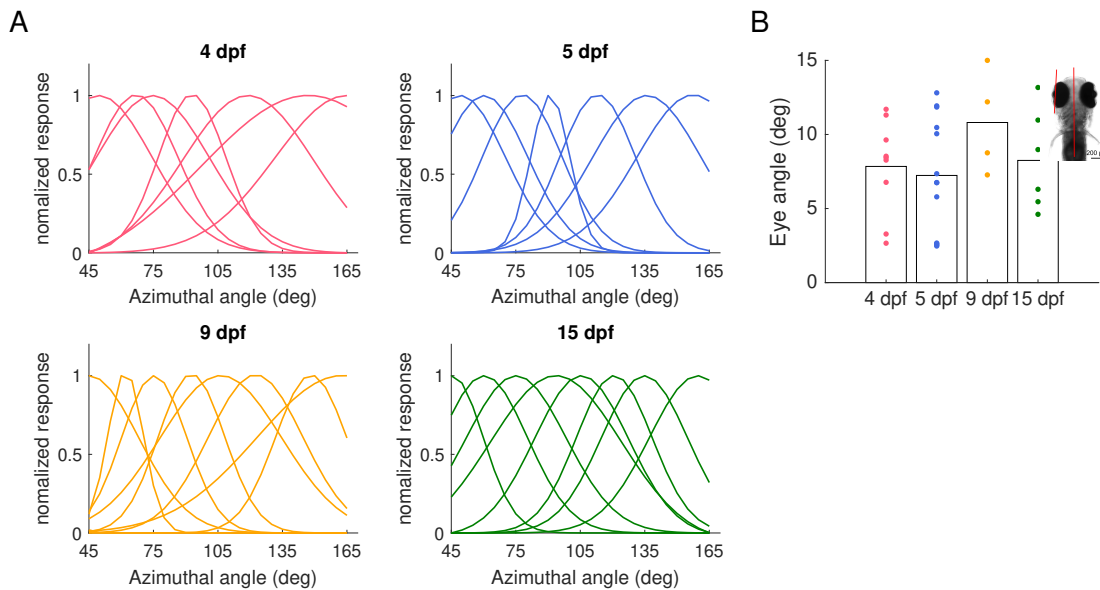 A
B
4 dpf
nomalized response
1
0.5
0
45
75
105
135
165
Azimuthal angle (deg)
5 dpf
nomalized response
1
0.5
0
45
75
105
135
165
Azimuthal angle (deg)
9 dpf
nomalized response
1
0.5
0
45
75
105
135
165
Azimuthal angle (deg)
15 dpf
nomalized response
1
0.5
0
45
75
105
135
165
Azimuthal angle (deg)
Eye angle (deg)
15
10
5
0
4 dpf
5 dpf
9 dpf
15 dpf
200